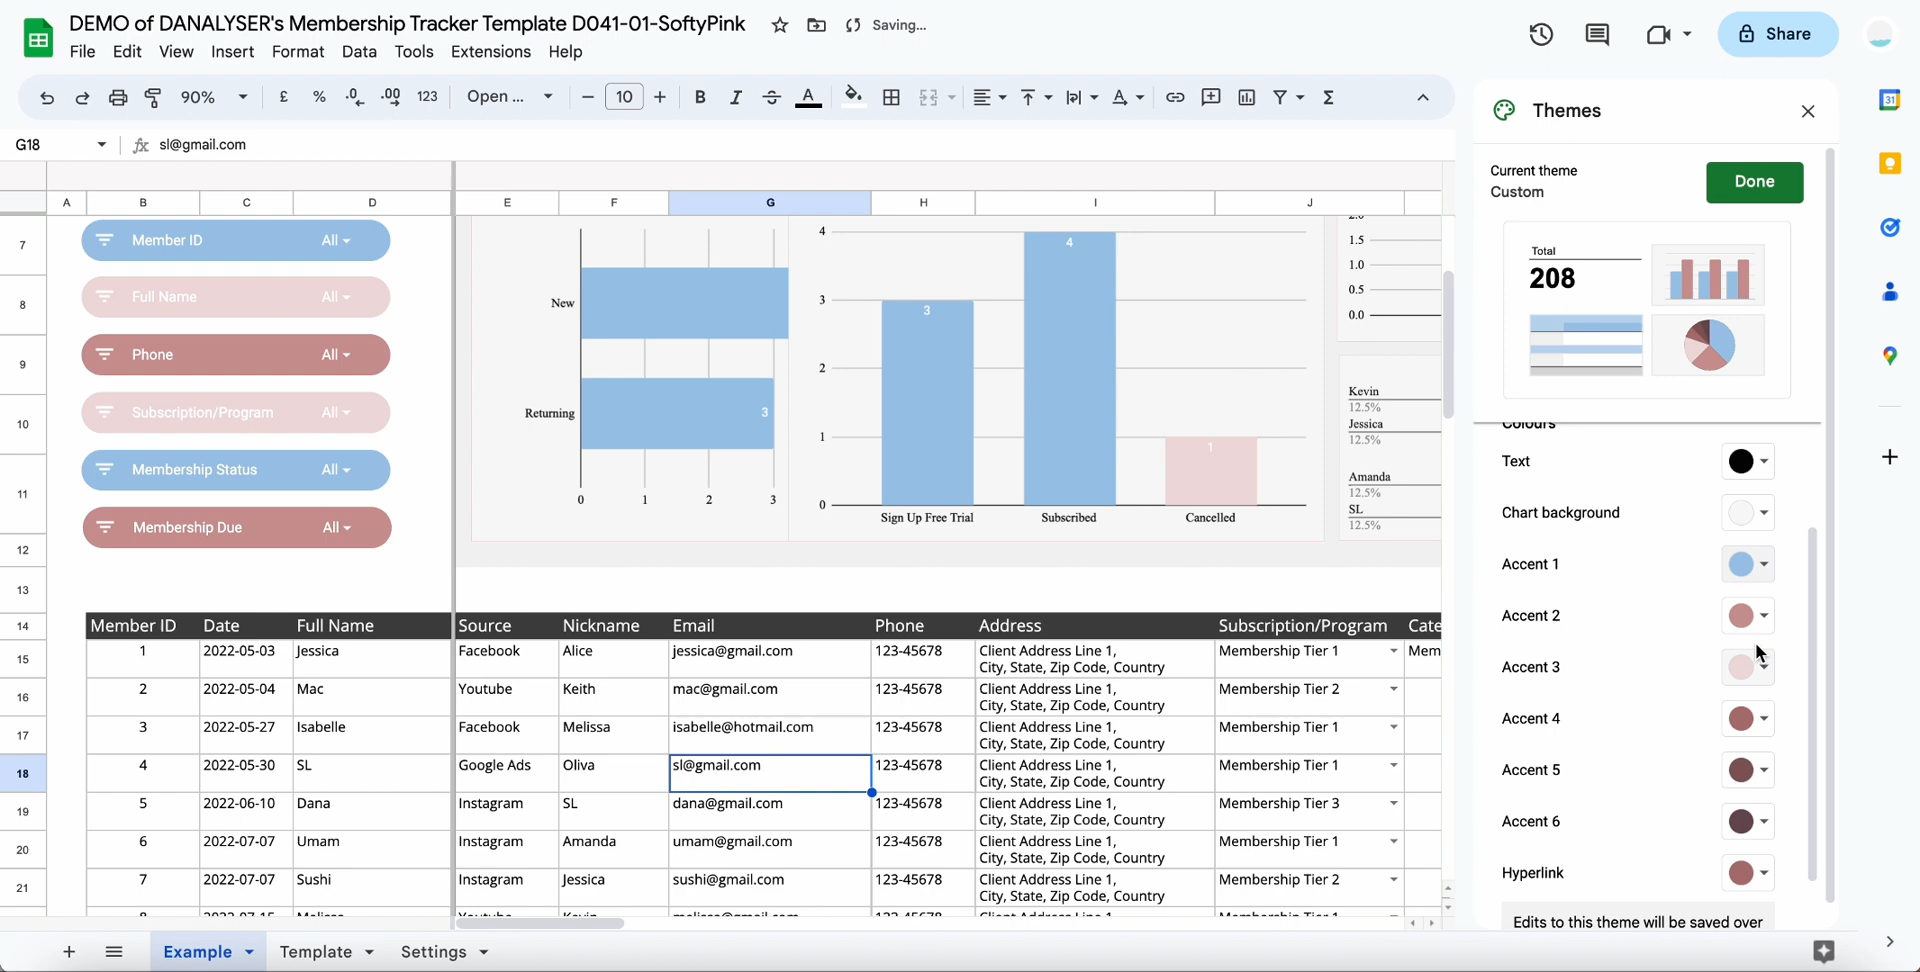 DEMO of DANALYSER's Membership Tracker Template D041-01-SoftyPink
Saving...
File Edit View Insert Format Data Tools Extensions Help
Share
90% £ % .0 .00 123 Open ... 10 B I A Σ
G18
fx sl@gmail.com
A B C D E F G H I J
Themes
Current theme
Custom
Done
Total
208
Colours
Text
Chart background
Accent 1
Accent 2
Accent 3
Accent 4
Accent 5
Accent 6
Hyperlink
Edits to this theme will be saved over
31
7 Member ID All
8 Full Name All
9 Phone All
10 Subscription/Program All
11 Membership Status All
Membership Due All
12
13
New
Returning
3
0 1 2 3
4
3
2
1
0
3
4
1
Sign Up Free Trial Subscribed Cancelled
2.0
1.5
1.0
0.5
0.0
Kevin
12.5%
Jessica
12.5%
Amanda
12.5%
SL
12.5%
14 Member ID Date Full Name Source Nickname Email Phone Address Subscription/Program Cate
15 1 2022-05-03 Jessica Facebook Alice jessica@gmail.com 123-45678 Client Address Line 1, Membership Tier 1 Mem
City, State, Zip Code, Country
16 2 2022-05-04 Mac Youtube Keith mac@gmail.com 123-45678 Client Address Line 1, Membership Tier 2
City, State, Zip Code, Country
17 3 2022-05-27 Isabelle Facebook Melissa isabelle@hotmail.com 123-45678 Client Address Line 1, Membership Tier 1
City, State, Zip Code, Country
18 4 2022-05-30 SL Google Ads Oliva sl@gmail.com 123-45678 Client Address Line 1, Membership Tier 1
City, State, Zip Code, Country
19 5 2022-06-10 Dana Instagram SL dana@gmail.com 123-45678 Client Address Line 1, Membership Tier 3
City, State, Zip Code, Country
20 6 2022-07-07 Umam Instagram Amanda umam@gmail.com 123-45678 Client Address Line 1, Membership Tier 1
City, State, Zip Code, Country
21 7 2022-07-07 Sushi Instagram Jessica sushi@gmail.com 123-45678 Client Address Line 1, Membership Tier 2
City, State, Zip Code, Country
Example Template Settings